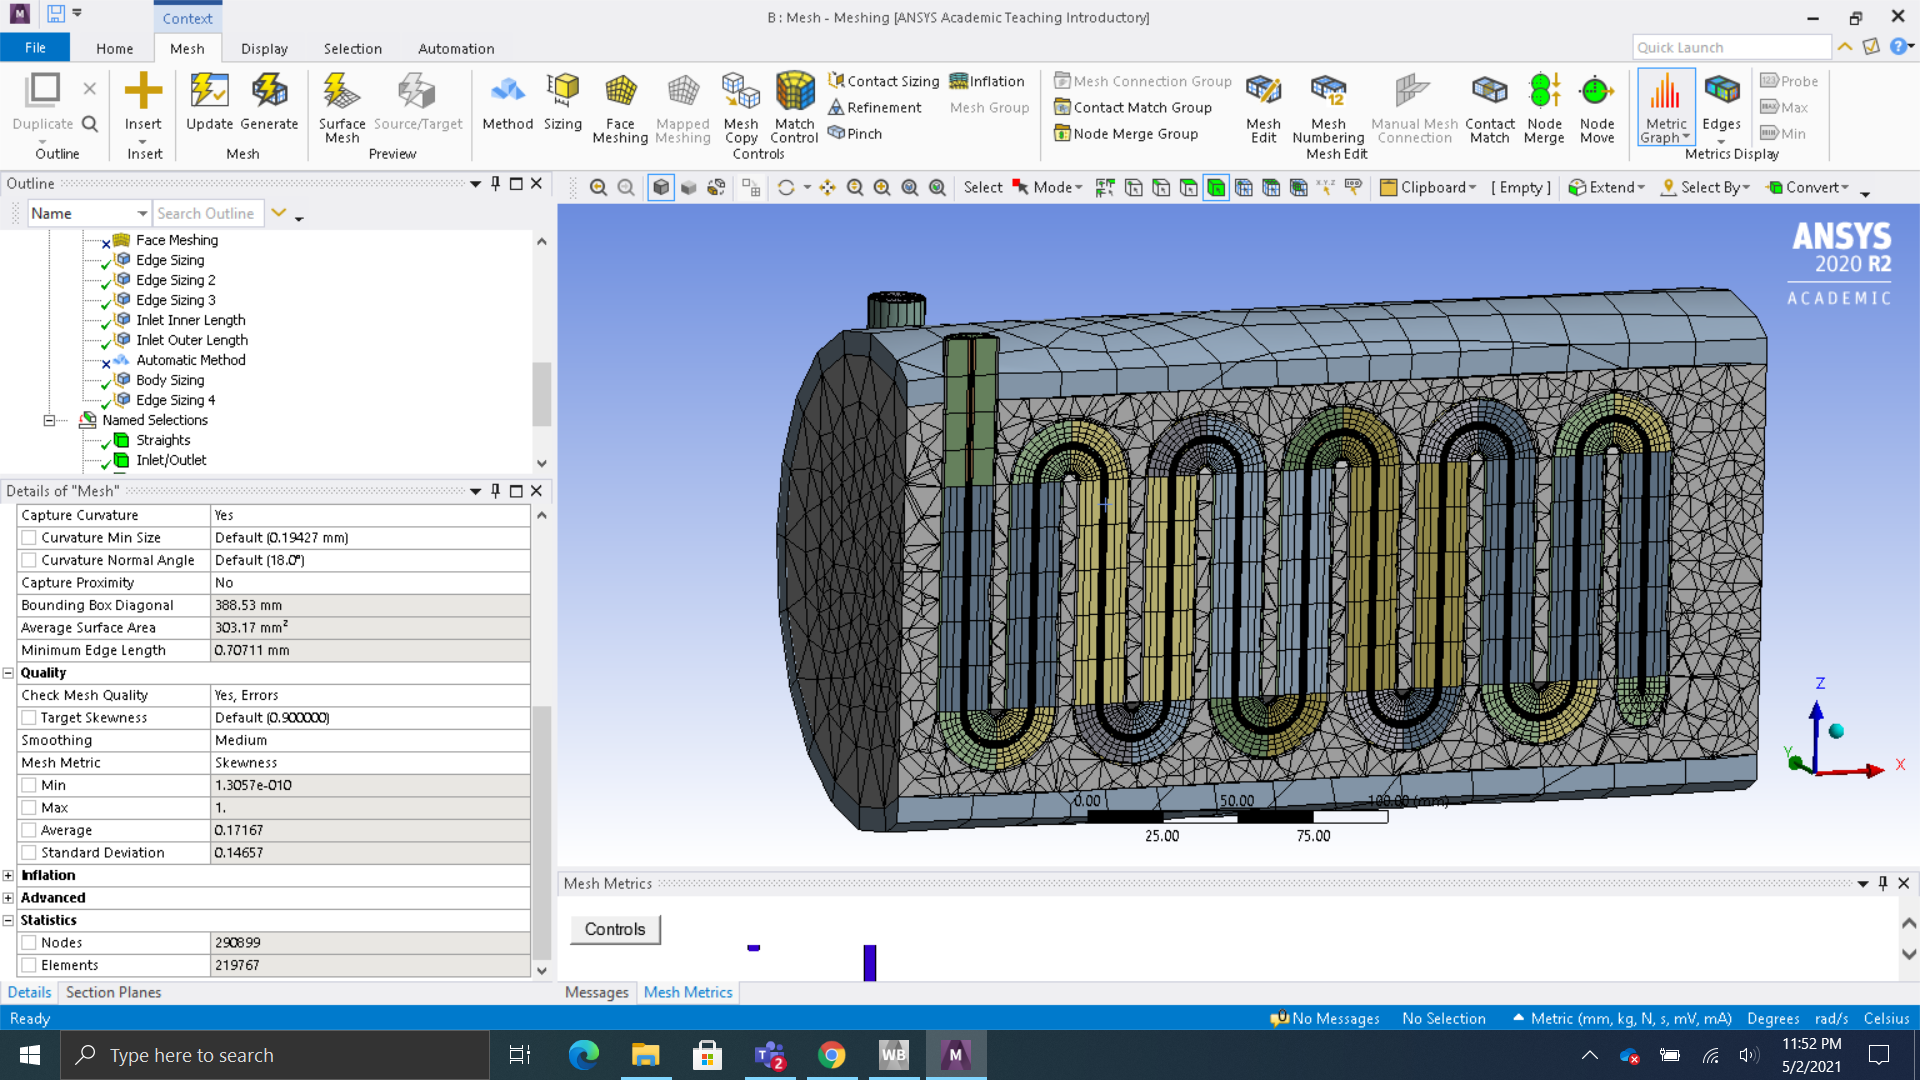 M
Context
B : Mesh - Meshing [ANSYS Academic Teaching Introductory]
File
Home
Mesh
Display
Selection
Automation
Quick Launch
Duplicate
Outline
Insert
Insert
Update
Generate
Mesh
Surface Mesh
Source/Target
Preview
Method
Sizing
Face Meshing
Mapped Meshing
Mesh Copy
Match Control
Contact Sizing
Refinement
Pinch
Inflation
Mesh Group
Controls
Mesh Connection Group
Contact Match Group
Node Merge Group
Mesh Edit
Mesh Numbering
Manual Mesh Connection
Contact Match
Node Merge
Node Move
Mesh Edit
Metric Graph
Edges
Probe
Max
Min
Metrics Display
Outline
Name
Search Outline
Select
Mode
Clipboard
[ Empty ]
Extend
Select By
Convert
Face Meshing
Edge Sizing
Edge Sizing 2
Edge Sizing 3
Inlet Inner Length
Inlet Outer Length
Automatic Method
Body Sizing
Edge Sizing 4
Named Selections
Straights
Inlet/Outlet
Details of "Mesh"
Capture Curvature Yes
Curvature Min Size Default (0.19427 mm)
Curvature Normal Angle Default (18.0°)
Capture Proximity No
Bounding Box Diagonal 388.53 mm
Average Surface Area 303.17 mm²
Minimum Edge Length 0.70711 mm
Quality
Check Mesh Quality Yes, Errors
Target Skewness Default (0.900000)
Smoothing Medium
Mesh Metric Skewness
Min 1.3057e-010
Max 1.
Average 0.17167
Standard Deviation 0.14657
Inflation
Advanced
Statistics
Nodes 290899
Elements 219767
Details
Section Planes
ANSYS
2020 R2
ACADEMIC
0.00
50.00
100.00 (mm)
25.00
75.00
Z
Y
X
Mesh Metrics
Controls
Messages
Mesh Metrics
Ready
0
No Messages
No Selection
Metric (mm, kg, N, s, mV, mA)
Degrees
rad/s
Celsius
Type here to search
T
2
WB
M
11:52 PM
5/2/2021